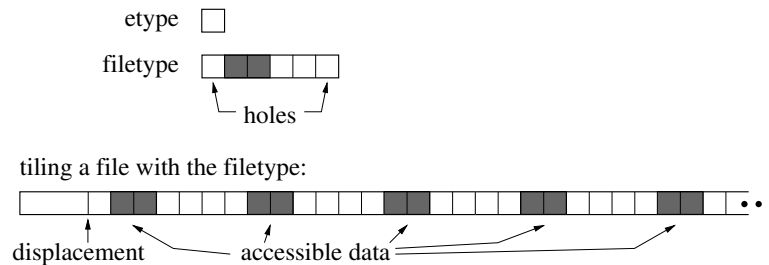 etype
filetype
holes
tiling a file with the filetype:
displacement
accessible data